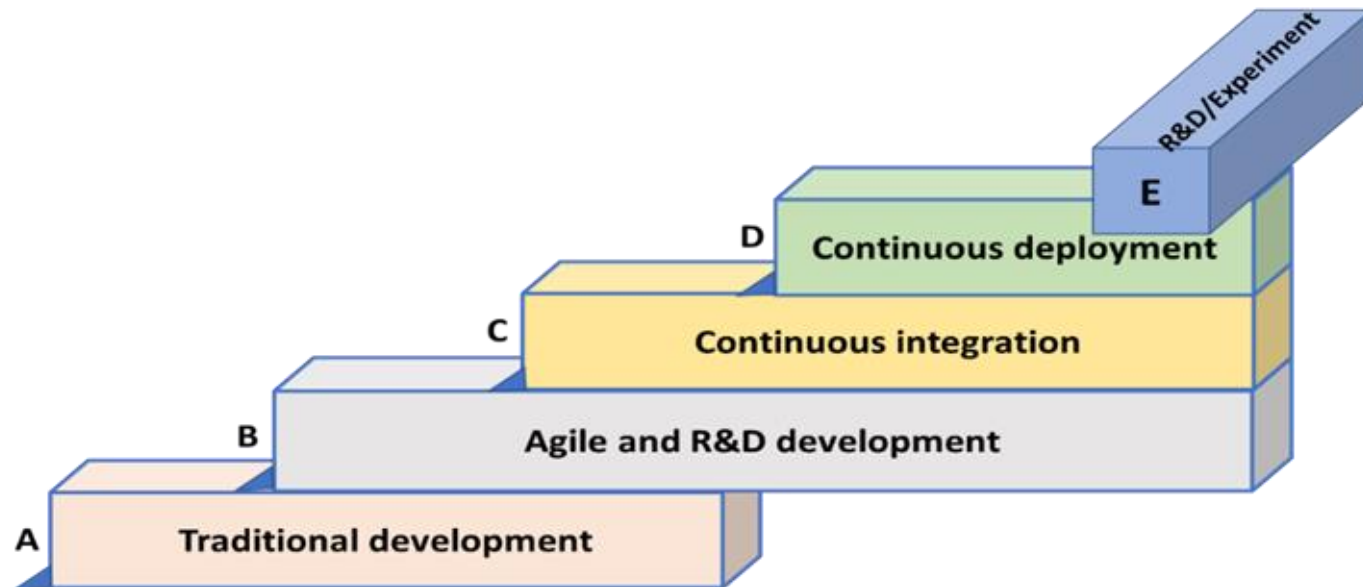 R&D/Experiment
E
D
Continuous deployment
C
Continuous integration
B
Agile and R&D development
A
Traditional development